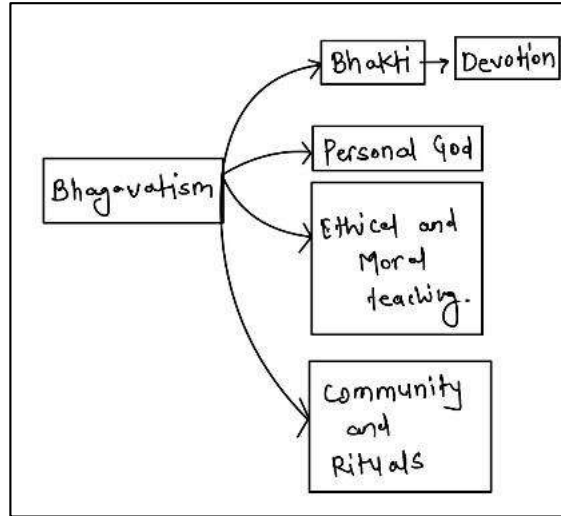 Bhakti → Devotion
Personal God
Bhagavatism
Ethical and
Moral
teaching.
Community
and
Rituals